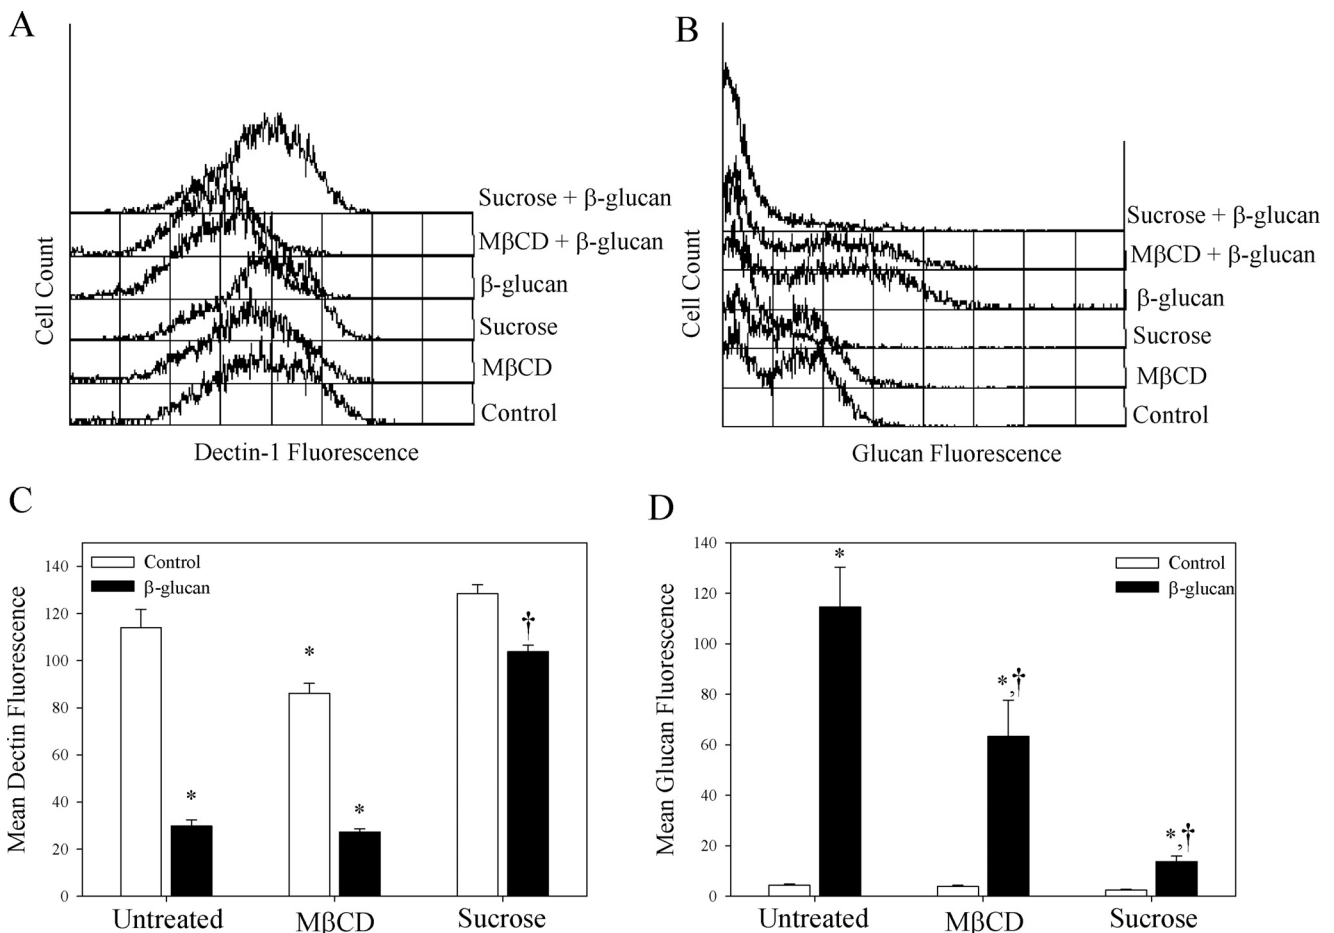 A
Cell Count
Sucrose + β-glucan
MβCD + β-glucan
β-glucan
Sucrose
MβCD
Control
Dectin-1 Fluorescence
B
Cell Count
Sucrose + β-glucan
MβCD + β-glucan
β-glucan
Sucrose
MβCD
Control
Glucan Fluorescence
C
Mean Dectin Fluorescence
140
120
100
80
60
40
20
0
Control
β-glucan
*
*
*
†
Untreated
MβCD
Sucrose
D
Mean Glucan Fluorescence
140
120
100
80
60
40
20
0
Control
β-glucan
*
*,†
*,†
Untreated
MβCD
Sucrose